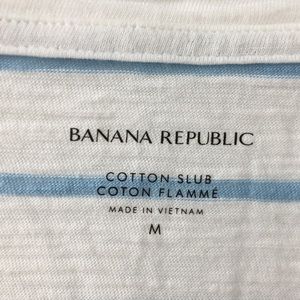 BANANA REPUBLIC
COTTON SLUB
COTON FLAMMÉ
MADE IN VIETNAM
M